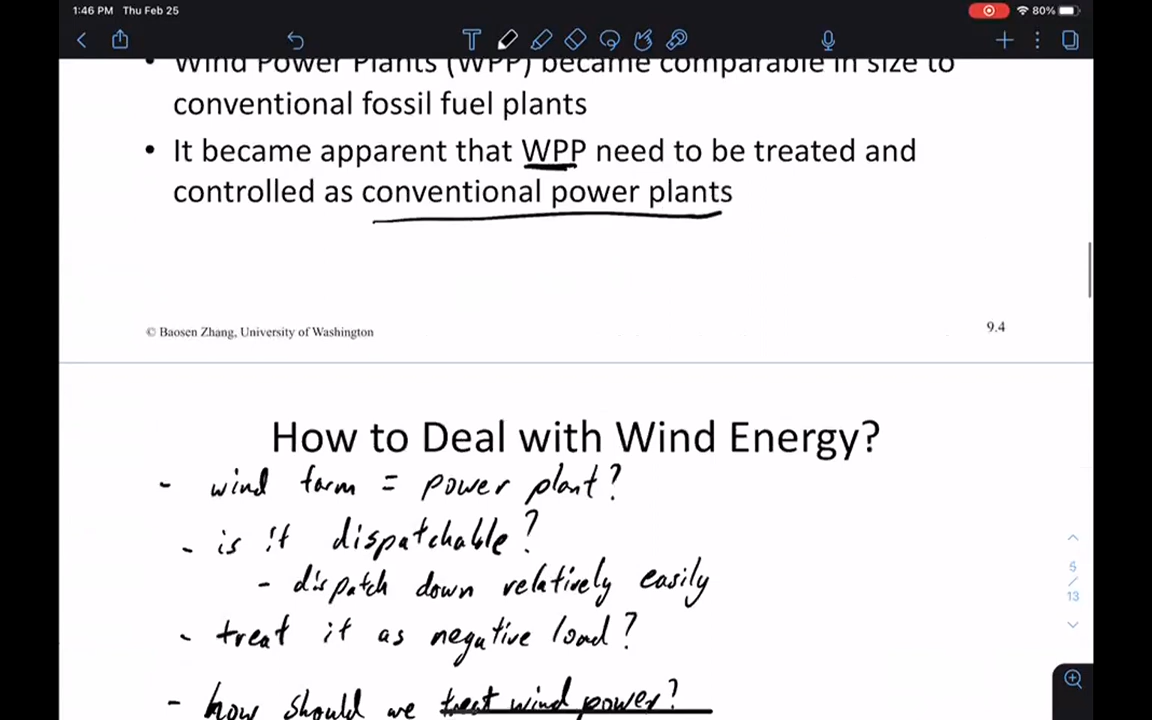 1:46 PM Thu Feb 25
80%
• Wind Power Plants (WPP) became comparable in size to
conventional fossil fuel plants
• It became apparent that WPP need to be treated and
controlled as conventional power plants
© Baosen Zhang, University of Washington
9.4
How to Deal with Wind Energy?
- wind farm = power plant?
- is it dispatchable?
- dispatch down relatively easily
- treat it as negative load?
- how should we treat wind power?
5
/
13